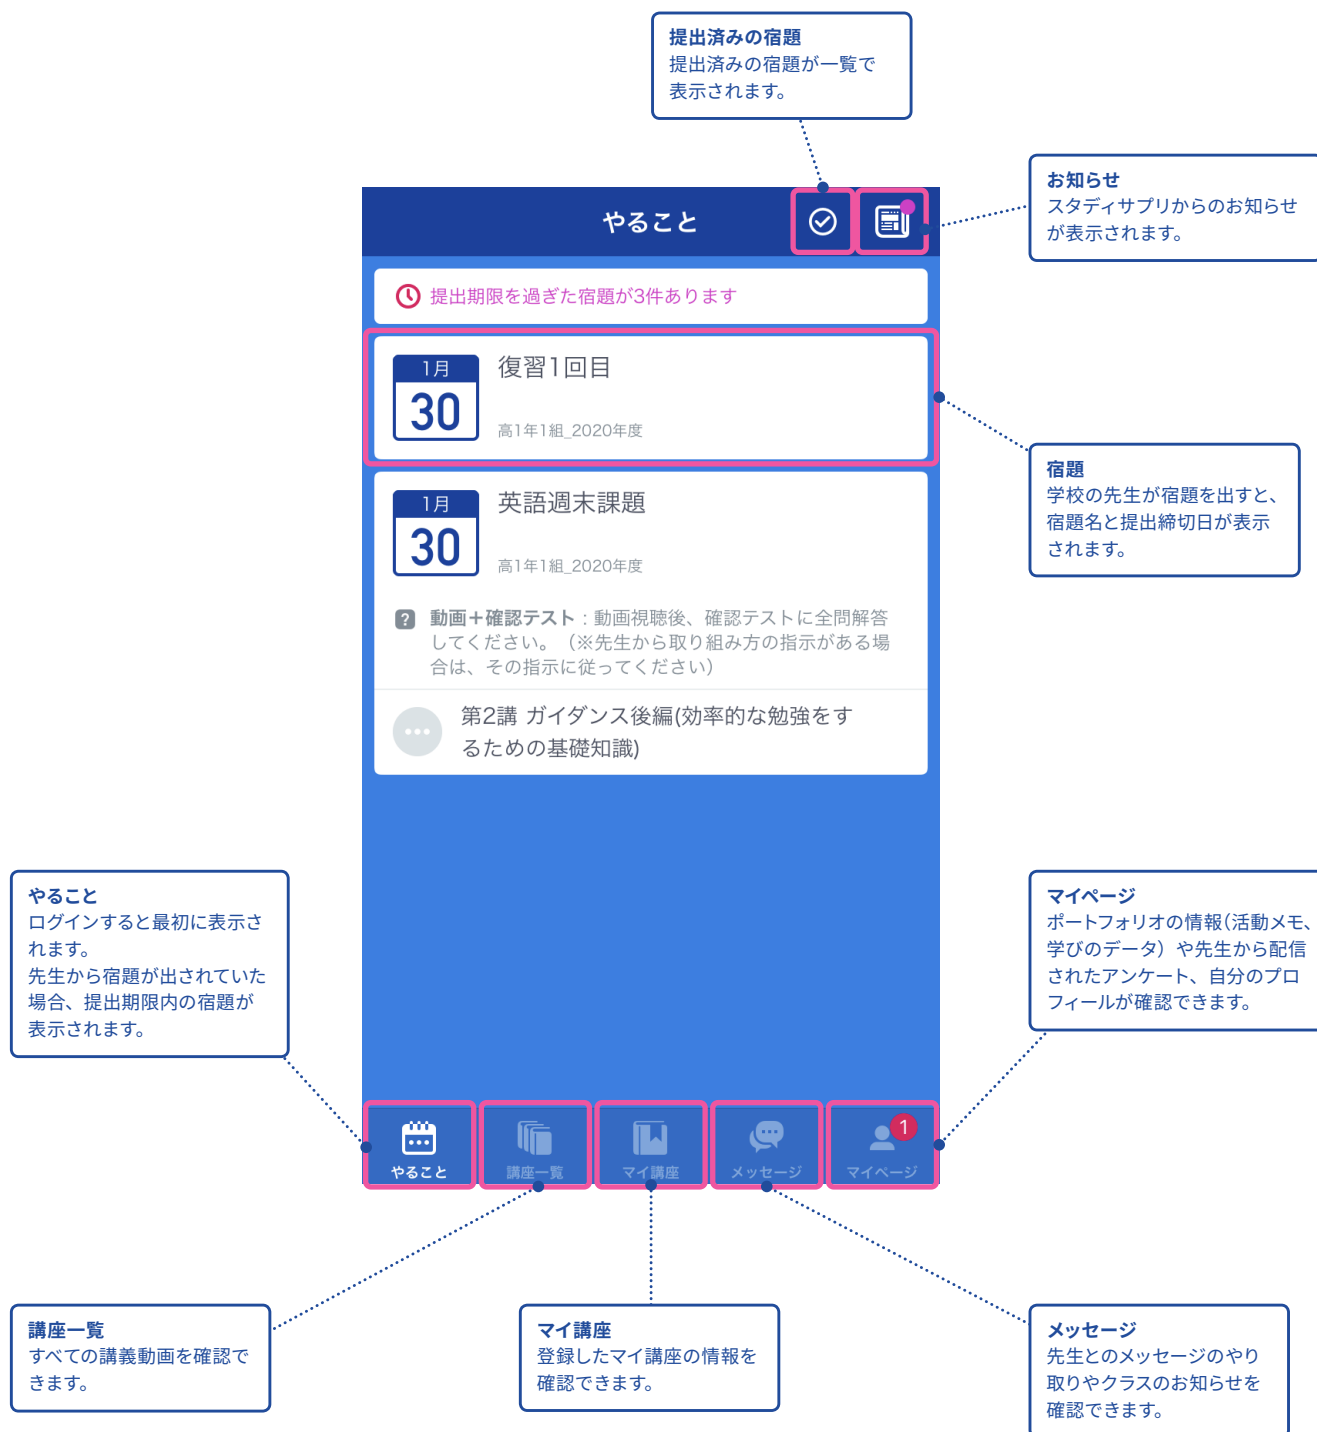 提出済みの宿題
提出済みの宿題が一覧で
表示されます。
お知らせ
スタディサプリからのお知らせ
が表示されます。
やること
提出期限を過ぎた宿題が3件あります
1月
30
復習1回目
高1年1組_2020年度
宿題
学校の先生が宿題を出すと、
宿題名と提出締切日が表示
されます。
1月
30
英語週末課題
高1年1組_2020年度
? 動画+確認テスト：動画視聴後、確認テストに全問解答
してください。（※先生から取り組み方の指示がある場
合は、その指示に従ってください）
第2講 ガイダンス後編(効率的な勉強をす
るための基礎知識)
やること
ログインすると最初に表示さ
れます。
先生から宿題が出されていた
場合、提出期限内の宿題が
表示されます。
マイページ
ポートフォリオの情報（活動メモ、
学びのデータ）や先生から配信
されたアンケート、自分のプロ
フィールが確認できます。
やること
講座一覧
マイ講座
メッセージ
1
マイページ
講座一覧
すべての講義動画を確認で
きます。
マイ講座
登録したマイ講座の情報を
確認できます。
メッセージ
先生とのメッセージのやり
取りやクラスのお知らせを
確認できます。